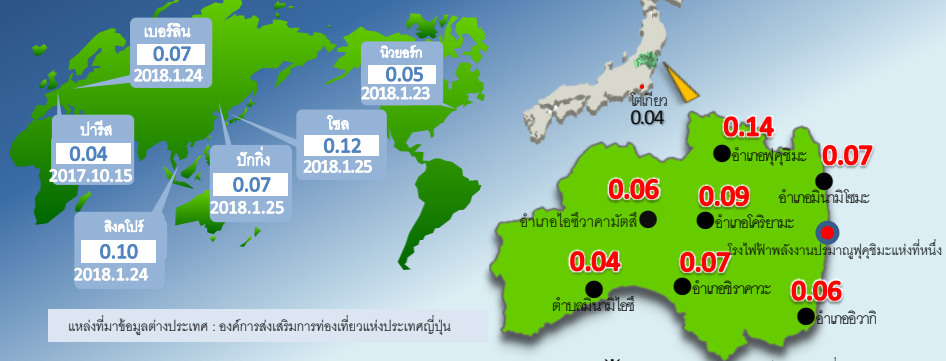 เบอร์ลิน
0.07
2018.1.24
นิวยอร์ก
0.05
2018.1.23
ปารีส
0.04
2017.10.15
โซล
0.12
2018.1.25
ปักกิ่ง
0.07
2018.1.25
สิงคโปร์
0.10
2018.1.24
แหล่งที่มาข้อมูลต่างประเทศ : องค์การส่งเสริมการท่องเที่ยวแห่งประเทศญี่ปุ่น
โตเกียว
0.04
0.14
อำเภอฟุคุชิมะ
0.07
อำเภอมินามิโซมะ
0.06
อำเภอไอซึวาคามัตสึ
0.09
อำเภอโคริยามะ
โรงไฟฟ้าพลังงานปรมาณูฟุคุชิมะแห่งที่หนึ่ง
0.04
ตำบลมินามิไอซึ
0.07
อำเภอชิราคาวะ
0.06
อำเภออิวากิ